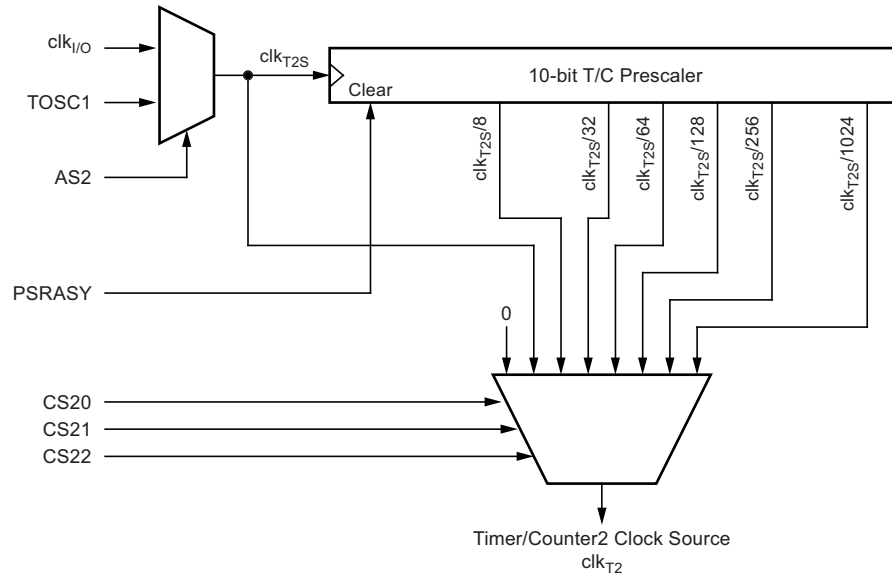 clkI/O
clkT2S
10-bit T/C Prescaler
Clear
TOSC1
AS2
clkT2S/8
clkT2S/32
clkT2S/64
clkT2S/128
clkT2S/256
clkT2S/1024
PSRASY
0
CS20
CS21
CS22
Timer/Counter2 Clock Source
clkT2